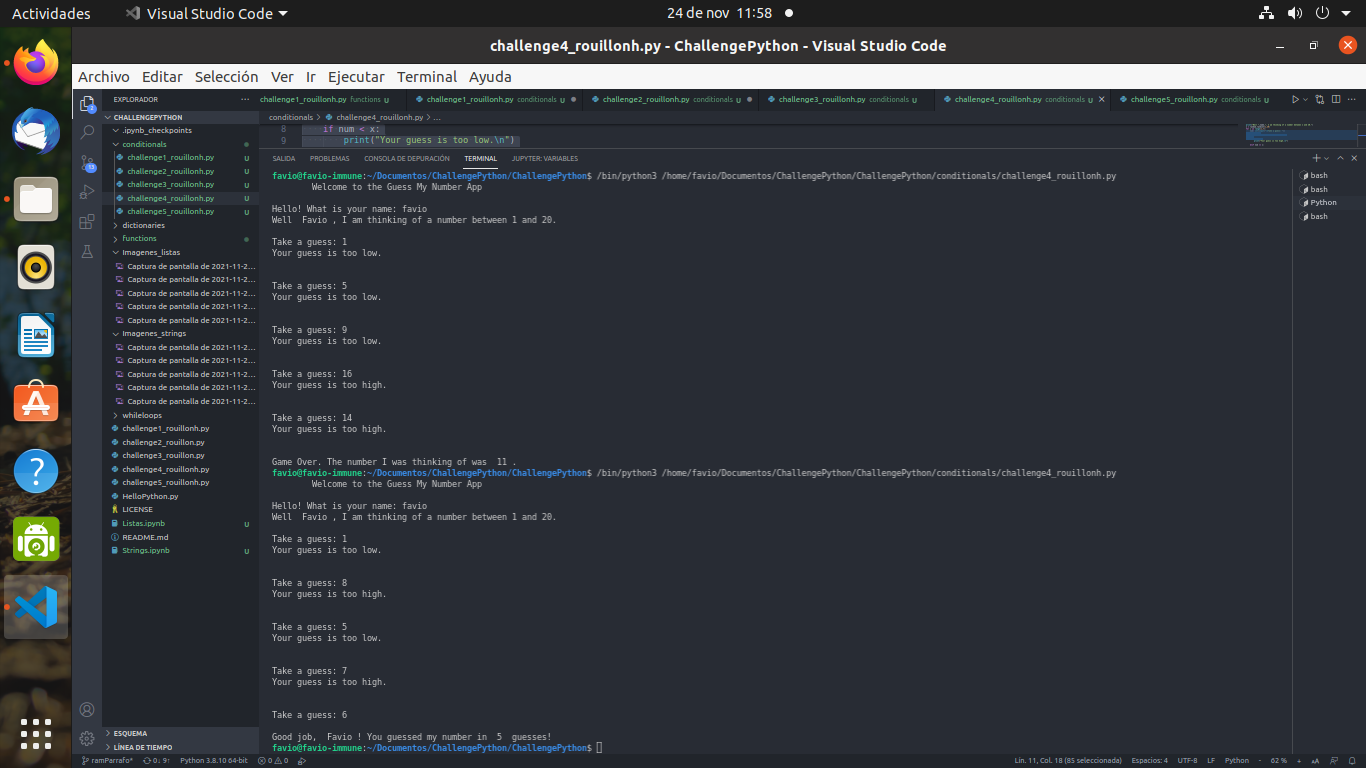 Actividades Visual Studio Code 24 de nov 11:58
challenge4_rouillonh.py - ChallengePython - Visual Studio Code
Archivo Editar Selección Ver Ir Ejecutar Terminal Ayuda
EXPLORADOR ··· challenge1_rouillonh.py functions U challenge1_rouillonh.py conditionals U challenge2_rouillonh.py conditionals U challenge3_rouillonh.py conditionals U challenge4_rouillonh.py conditionals U challenge5_rouillonh.py conditionals U ···
CHALLENGEPYTHON
.ipynb_checkpoints
conditionals
challenge1_rouillonh.py U
challenge2_rouillonh.py U
challenge3_rouillonh.py U
challenge4_rouillonh.py U
challenge5_rouillonh.py U
dictionaries
functions
Imagenes_listas
Captura de pantalla de 2021-11-2...
Captura de pantalla de 2021-11-2...
Captura de pantalla de 2021-11-2...
Captura de pantalla de 2021-11-2...
Captura de pantalla de 2021-11-2...
Imagenes_strings
Captura de pantalla de 2021-11-2...
Captura de pantalla de 2021-11-2...
Captura de pantalla de 2021-11-2...
Captura de pantalla de 2021-11-2...
Captura de pantalla de 2021-11-2...
whileloops
challenge1_rouillonh.py
challenge2_rouillon.py
challenge3_rouillon.py
challenge4_rouillonh.py
challenge5_rouillonh.py
HelloPython.py
LICENSE
Listas.ipynb U
README.md
Strings.ipynb U
ESQUEMA
LÍNEA DE TIEMPO
2
13
conditionals > challenge4_rouillonh.py > ...
8 if num < x:
9 print("Your guess is too low.\n")
SALIDA PROBLEMAS CONSOLA DE DEPURACIÓN TERMINAL JUPYTER: VARIABLES
favio@favio-immune:~/Documentos/ChallengePython/ChallengePython$ /bin/python3 /home/favio/Documentos/ChallengePython/ChallengePython/conditionals/challenge4_rouillonh.py
Welcome to the Guess My Number App
Hello! What is your name: favio
Well  Favio , I am thinking of a number between 1 and 20.
Take a guess: 1
Your guess is too low.
Take a guess: 5
Your guess is too low.
Take a guess: 9
Your guess is too low.
Take a guess: 16
Your guess is too high.
Take a guess: 14
Your guess is too high.
Game Over. The number I was thinking of was  11 .
favio@favio-immune:~/Documentos/ChallengePython/ChallengePython$ /bin/python3 /home/favio/Documentos/ChallengePython/ChallengePython/conditionals/challenge4_rouillonh.py
Welcome to the Guess My Number App
Hello! What is your name: favio
Well  Favio , I am thinking of a number between 1 and 20.
Take a guess: 1
Your guess is too low.
Take a guess: 8
Your guess is too high.
Take a guess: 5
Your guess is too low.
Take a guess: 7
Your guess is too high.
Take a guess: 6
Good job,  Favio ! You guessed my number in  5  guesses!
favio@favio-immune:~/Documentos/ChallengePython/ChallengePython$
bash
bash
Python
bash
ramParrafo* 0↓ 9↑ Python 3.8.10 64-bit 0 0 Lín. 11, Col. 18 (85 seleccionada) Espacios: 4 UTF-8 LF Python - 62 % +